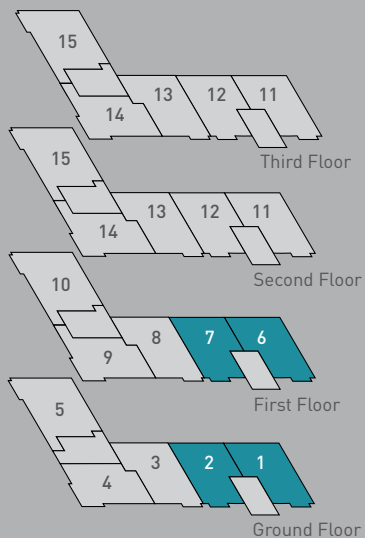 15
13 12 11
14
Third Floor
15
13 12 11
14
Second Floor
10
8 7 6
9
First Floor
5
3 2 1
4
Ground Floor